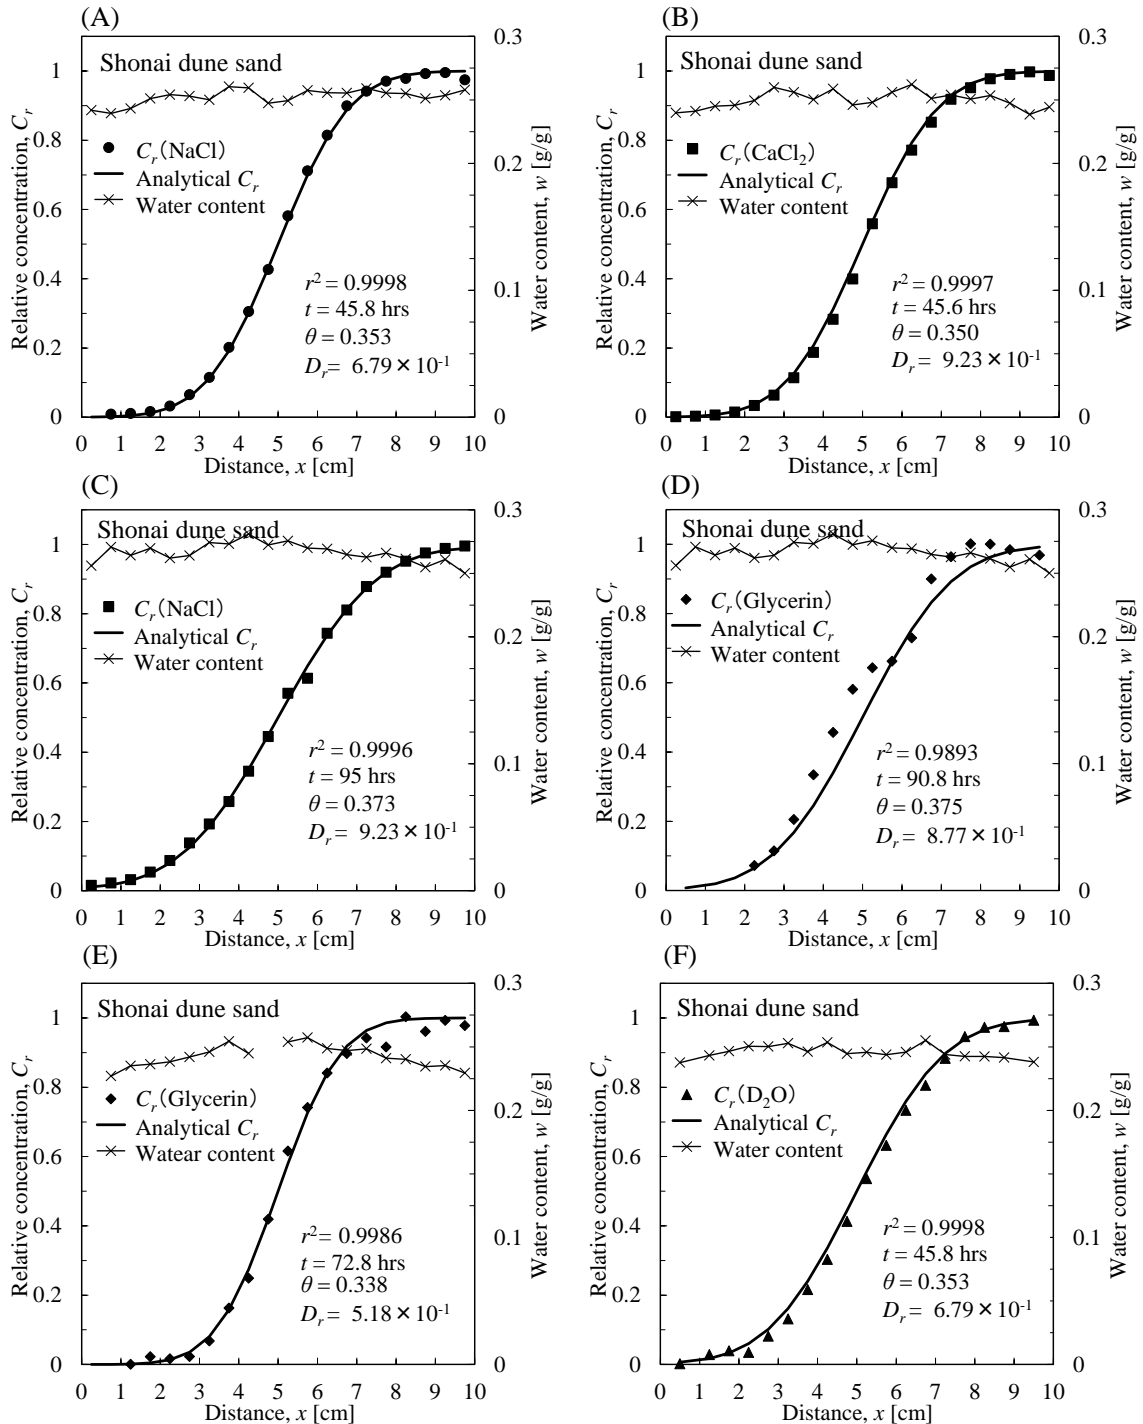 (A)
Shonai dune sand
Relative concentration, Cr
Water content, w [g/g]
1
0.8
0.6
0.4
0.2
0
0.3
0.2
0.1
0
Cr(NaCl)
Analytical Cr
Water content
r² = 0.9998
t = 45.8 hrs
θ = 0.353
Dr = 6.79×10⁻¹
0 1 2 3 4 5 6 7 8 9 10
Distance, x [cm]
(B)
Shonai dune sand
Relative concentration, Cr
Water content, w [g/g]
1
0.8
0.6
0.4
0.2
0
0.3
0.2
0.1
0
Cr(CaCl₂)
Analytical Cr
Water content
r² = 0.9997
t = 45.6 hrs
θ = 0.350
Dr = 9.23×10⁻¹
0 1 2 3 4 5 6 7 8 9 10
Distance, x [cm]
(C)
Shonai dune sand
Relative concentration, Cr
Water content, w [g/g]
1
0.8
0.6
0.4
0.2
0
0.3
0.2
0.1
0
Cr(NaCl)
Analytical Cr
Water content
r² = 0.9996
t = 95 hrs
θ = 0.373
Dr = 9.23×10⁻¹
0 1 2 3 4 5 6 7 8 9 10
Distance, x [cm]
(D)
Shonai dune sand
Relative concentration, Cr
Water content, w [g/g]
1
0.8
0.6
0.4
0.2
0
0.3
0.2
0.1
0
Cr(Glycerin)
Analytical Cr
Water content
r² = 0.9893
t = 90.8 hrs
θ = 0.375
Dr = 8.77×10⁻¹
0 1 2 3 4 5 6 7 8 9 10
Distance, x [cm]
(E)
Shonai dune sand
Relative concentration, Cr
Water content, w [g/g]
1
0.8
0.6
0.4
0.2
0
0.3
0.2
0.1
0
Cr(Glycerin)
Analytical Cr
Watear content
r² = 0.9986
t = 72.8 hrs
θ = 0.338
Dr = 5.18×10⁻¹
0 1 2 3 4 5 6 7 8 9 10
Distance, x [cm]
(F)
Shonai dune sand
Relative concentration, Cr
Water content, w [g/g]
1
0.8
0.6
0.4
0.2
0
0.3
0.2
0.1
0
Cr(D₂O)
Analytical Cr
Water content
r² = 0.9998
t = 45.8 hrs
θ = 0.353
Dr = 6.79×10⁻¹
0 1 2 3 4 5 6 7 8 9 10
Distance, x [cm]